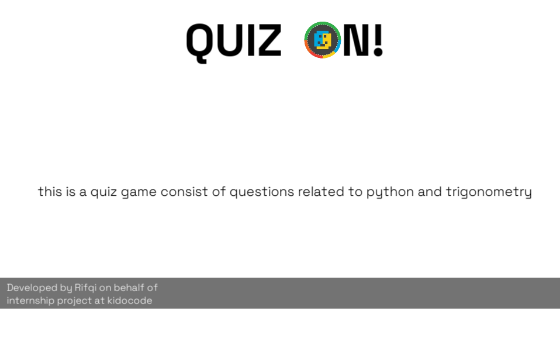 QUIZ ON!
this is a quiz game consist of questions related to python and trigonometry
Developed by Rifqi on behalf of
internship project at kidocode